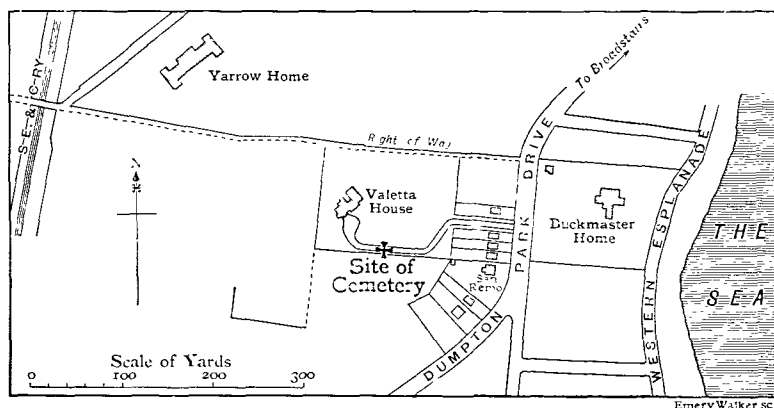 S·E·& C·RY
Yarrow Home
To Broadstairs
Right of Way
N
Valetta
House
Site of
Cemetery
San
Remo
DUMPTON PARK DRIVE
Buckmaster
Home
WESTERN ESPLANADE
THE
SEA
Scale of Yards
0 100 200 300
Emery Walker sc.